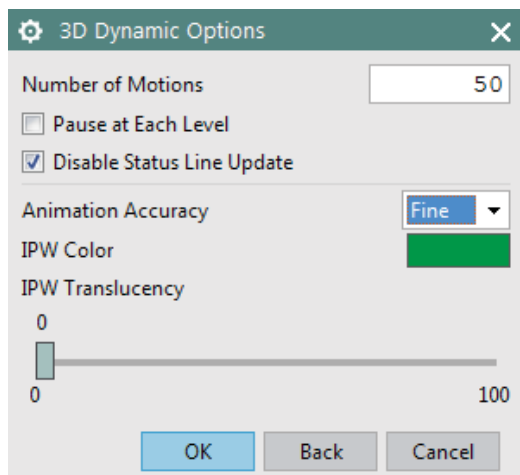 3D Dynamic Options
Number of Motions 50
Pause at Each Level
Disable Status Line Update
Animation Accuracy Fine
IPW Color
IPW Translucency
0
0 100
OK Back Cancel